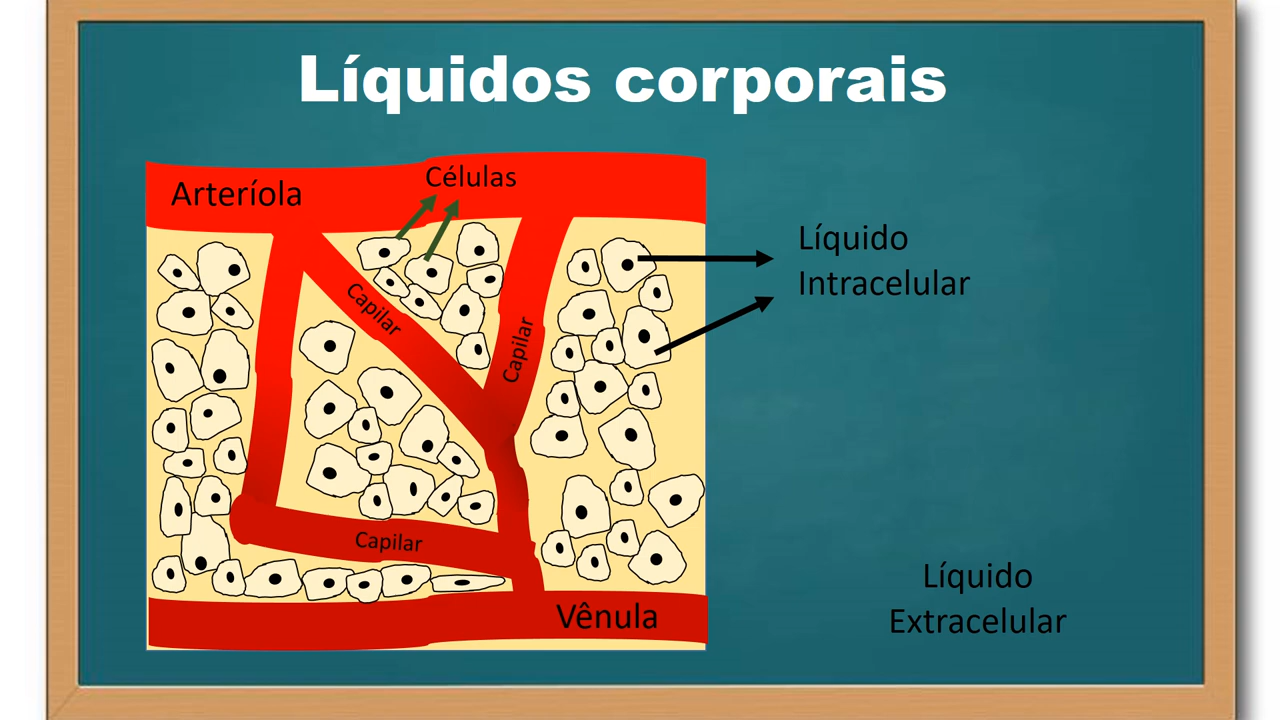 Líquidos corporais
Arteríola
Células
Líquido
Intracelular
Capilar
Capilar
Capilar
Líquido
Extracelular
Vênula